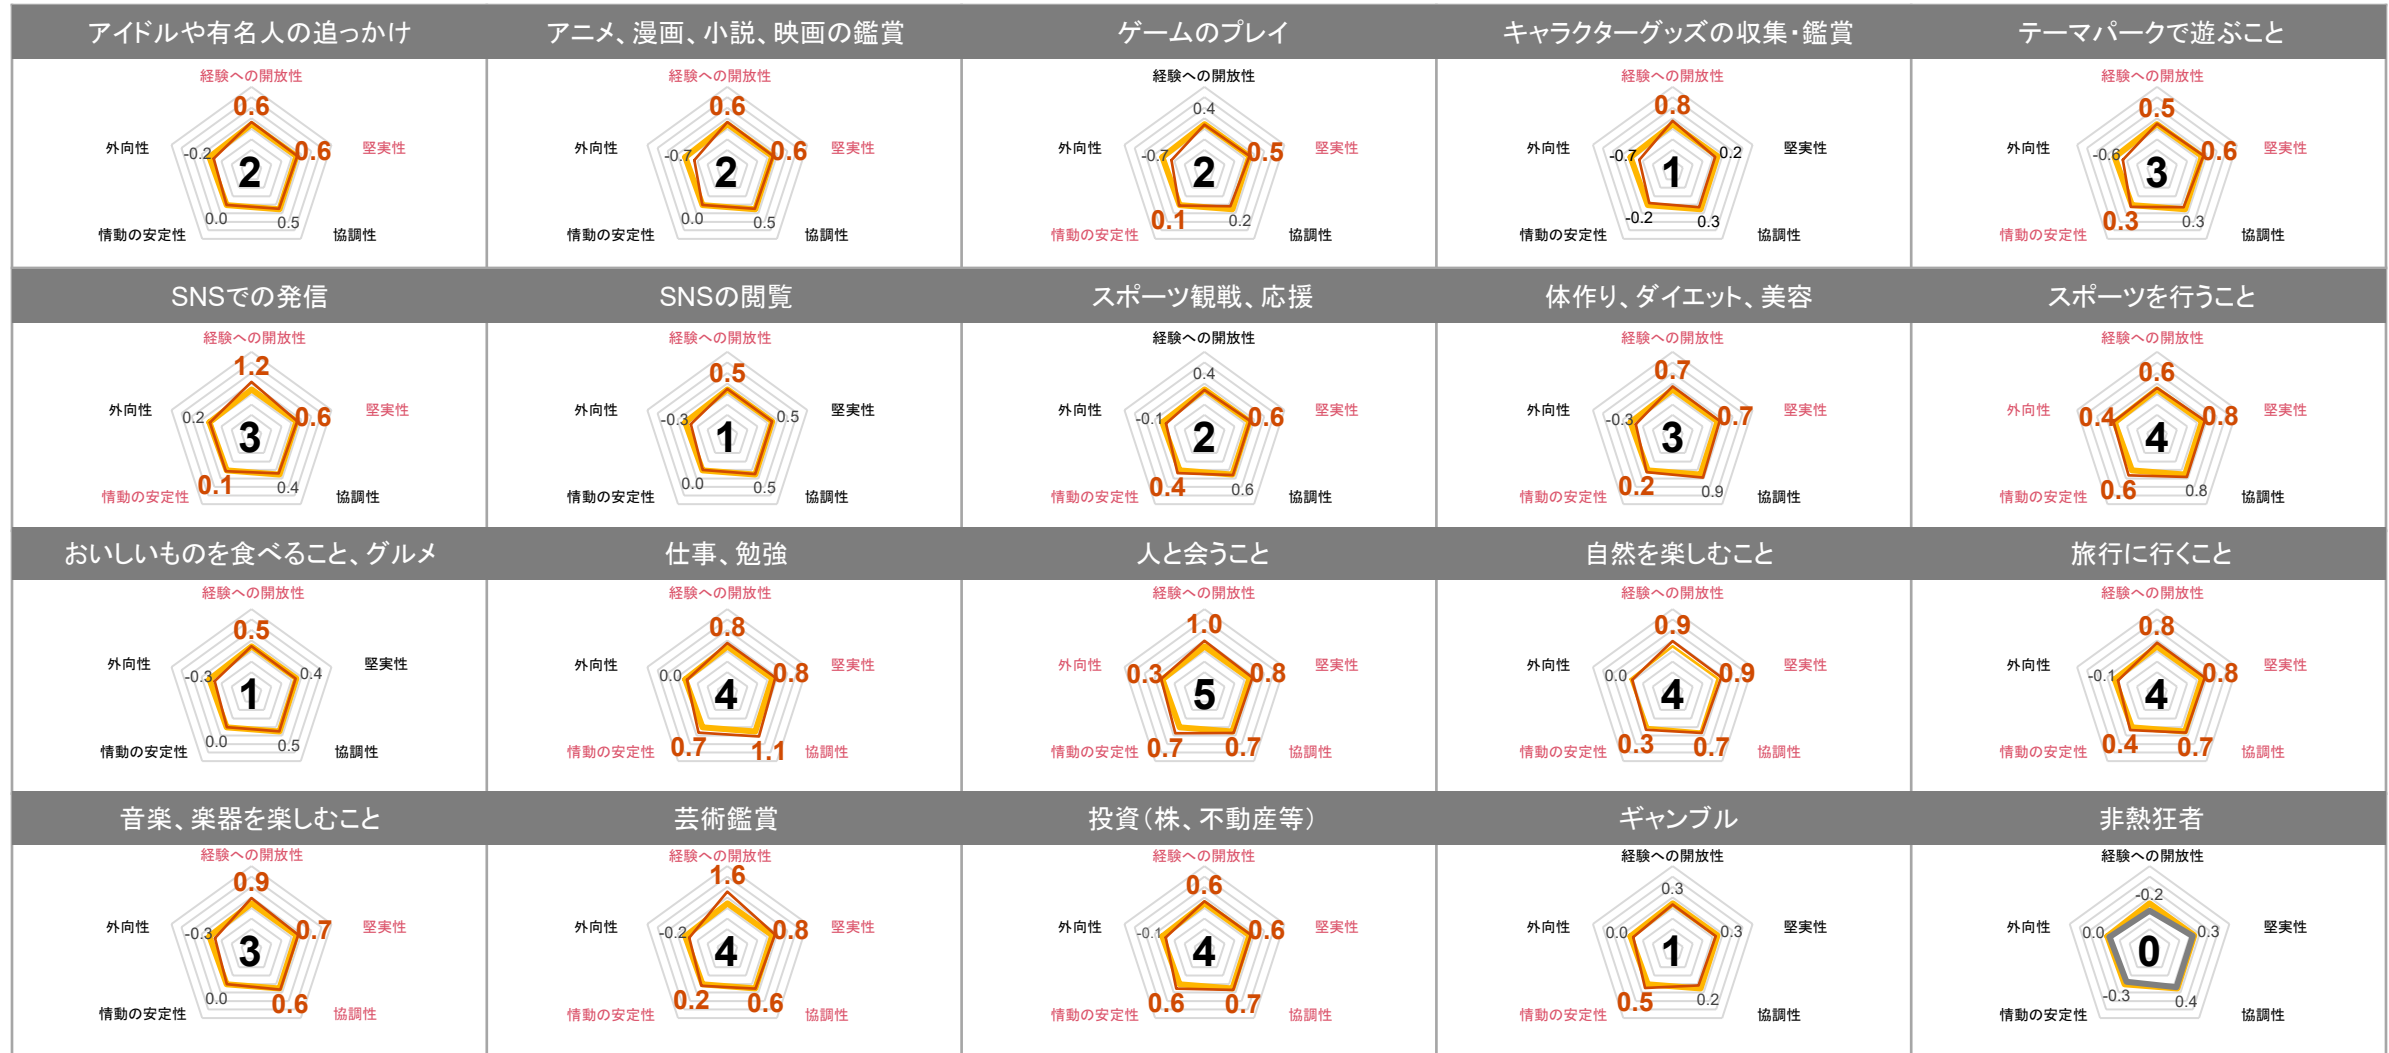 アイドルや有名人の追っかけ
経験への開放性
0.6
外向性
-0.2
0.6
堅実性
2
0.0
0.5
情動の安定性
協調性
アニメ、漫画、小説、映画の鑑賞
経験への開放性
0.6
外向性
-0.7
0.6
堅実性
2
0.0
0.5
情動の安定性
協調性
ゲームのプレイ
経験への開放性
0.4
外向性
-0.7
0.5
堅実性
2
0.1
0.2
情動の安定性
協調性
キャラクターグッズの収集・鑑賞
経験への開放性
0.8
外向性
-0.7
0.2
堅実性
1
-0.2
0.3
情動の安定性
協調性
テーマパークで遊ぶこと
経験への開放性
0.5
外向性
-0.6
0.6
堅実性
3
0.3
0.3
情動の安定性
協調性
SNSでの発信
経験への開放性
1.2
外向性
0.2
0.6
堅実性
3
0.1
0.4
情動の安定性
協調性
SNSの閲覧
経験への開放性
0.5
外向性
-0.3
0.5
堅実性
1
0.0
0.5
情動の安定性
協調性
スポーツ観戦、応援
経験への開放性
0.4
外向性
-0.1
0.6
堅実性
2
0.4
0.6
情動の安定性
協調性
体作り、ダイエット、美容
経験への開放性
0.7
外向性
-0.3
0.7
堅実性
3
0.2
0.9
情動の安定性
協調性
スポーツを行うこと
経験への開放性
0.6
外向性
0.4
0.8
堅実性
4
0.6
0.8
情動の安定性
協調性
おいしいものを食べること、グルメ
経験への開放性
0.5
外向性
-0.3
0.4
堅実性
1
0.0
0.5
情動の安定性
協調性
仕事、勉強
経験への開放性
0.8
外向性
0.0
0.8
堅実性
4
0.7
1.1
情動の安定性
協調性
人と会うこと
経験への開放性
1.0
外向性
0.3
0.8
堅実性
5
0.7
0.7
情動の安定性
協調性
自然を楽しむこと
経験への開放性
0.9
外向性
0.0
0.9
堅実性
4
0.3
0.7
情動の安定性
協調性
旅行に行くこと
経験への開放性
0.8
外向性
-0.1
0.8
堅実性
4
0.4
0.7
情動の安定性
協調性
音楽、楽器を楽しむこと
経験への開放性
0.9
外向性
-0.3
0.7
堅実性
3
0.0
0.6
情動の安定性
協調性
芸術鑑賞
経験への開放性
1.6
外向性
-0.2
0.8
堅実性
4
0.2
0.6
情動の安定性
協調性
投資（株、不動産等）
経験への開放性
0.6
外向性
-0.1
0.6
堅実性
4
0.6
0.7
情動の安定性
協調性
ギャンブル
経験への開放性
0.3
外向性
0.0
0.3
堅実性
1
0.5
0.2
情動の安定性
協調性
非熱狂者
経験への開放性
-0.2
外向性
0.0
0.3
堅実性
0
-0.3
0.4
情動の安定性
協調性